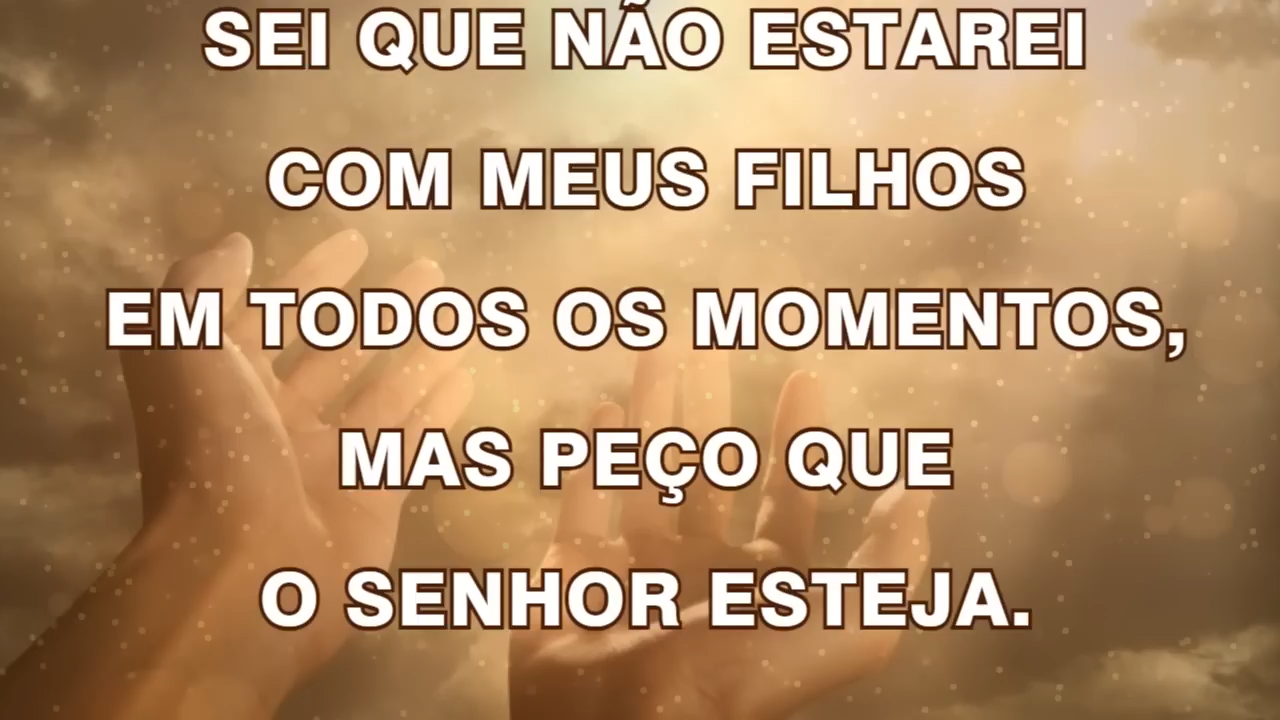 SEI QUE NÃO ESTAREI
COM MEUS FILHOS
EM TODOS OS MOMENTOS,
MAS PEÇO QUE
O SENHOR ESTEJA.